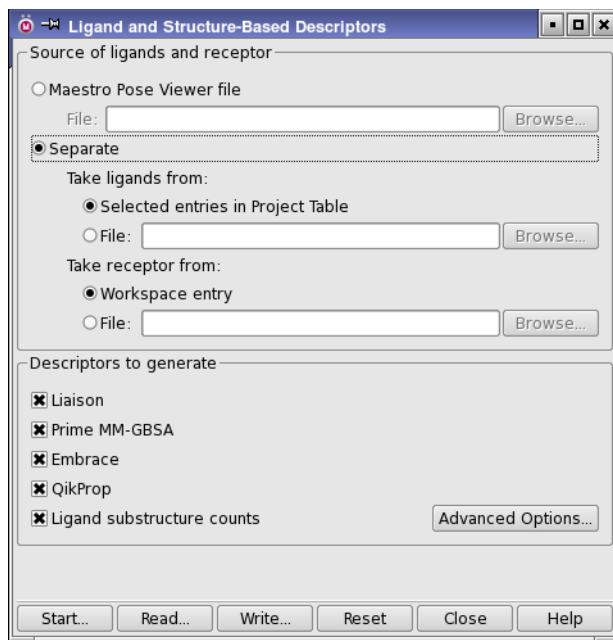 Ligand and Structure-Based Descriptors
Source of ligands and receptor
Maestro Pose Viewer file
File: Browse...
Separate
Take ligands from:
Selected entries in Project Table
File: Browse...
Take receptor from:
Workspace entry
File: Browse...
Descriptors to generate
Liaison
Prime MM-GBSA
Embrace
QikProp
Ligand substructure counts Advanced Options...
Start... Read... Write... Reset Close Help